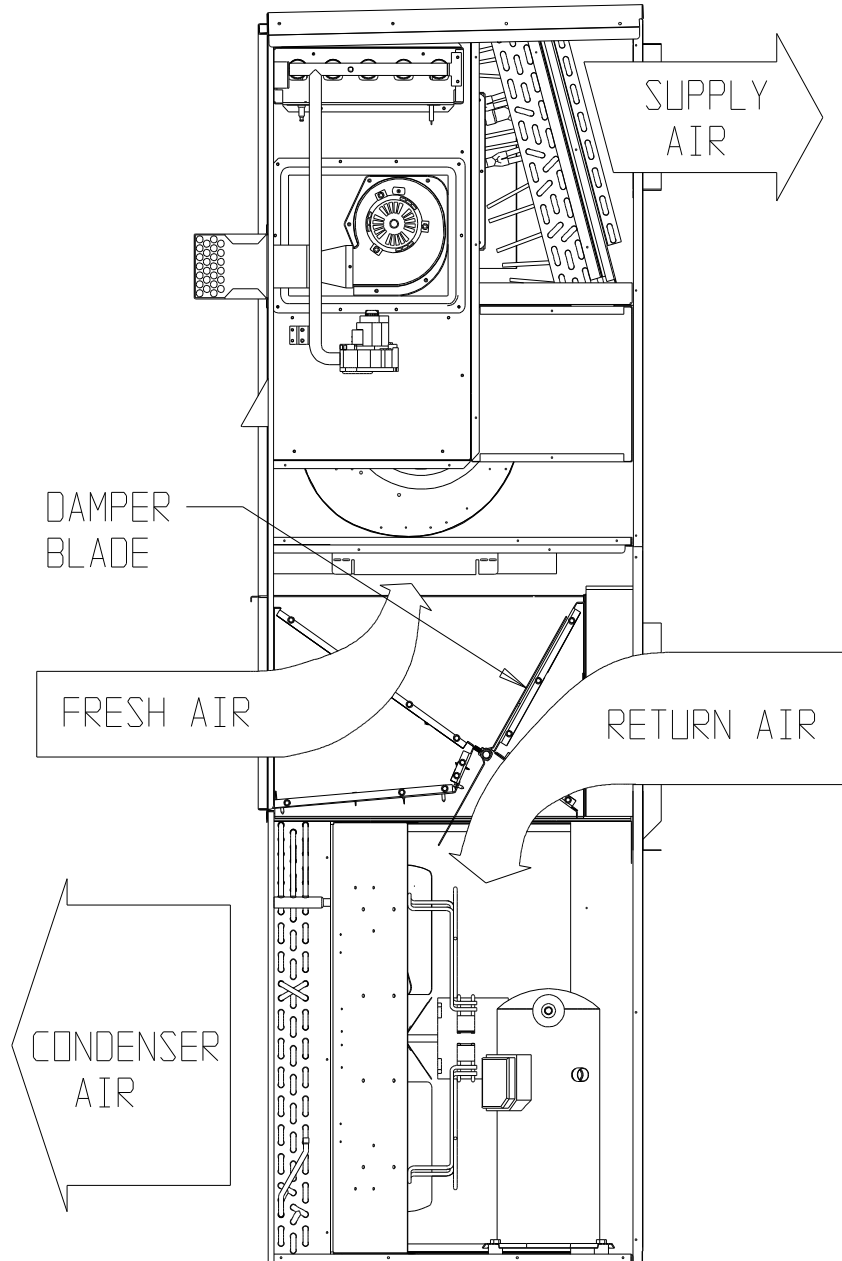 SUPPLY
AIR
DAMPER
BLADE
FRESH AIR
RETURN AIR
CONDENSER
AIR